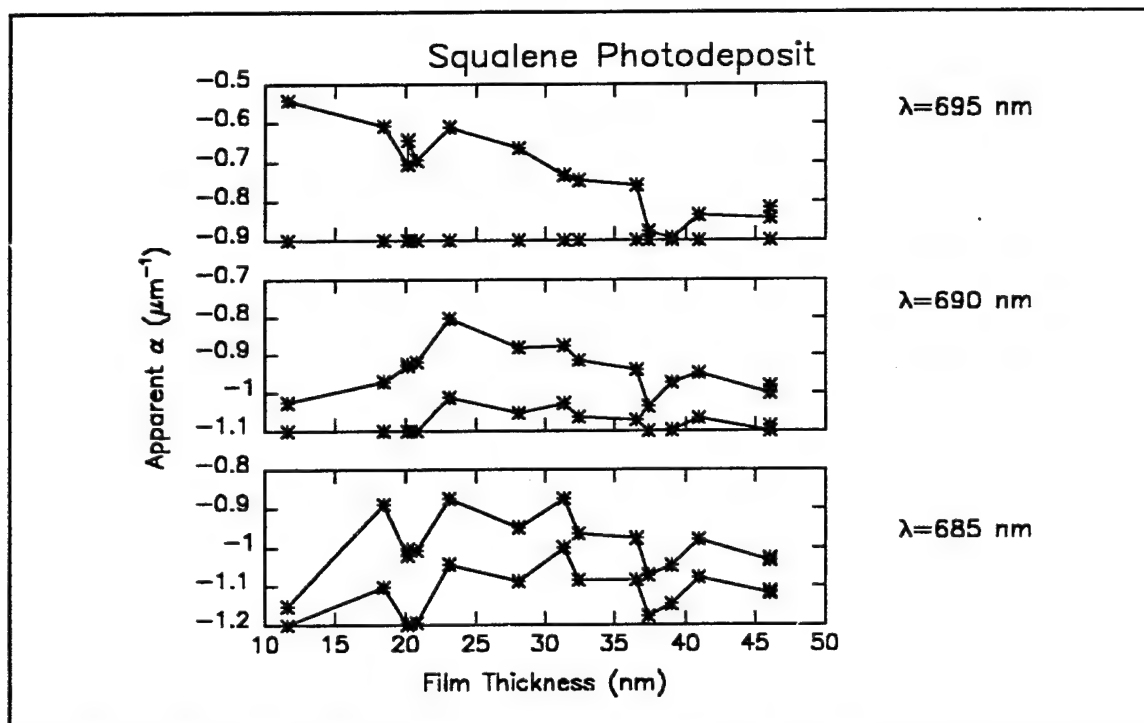 Squalene Photodeposit
−0.5
−0.6
−0.7
−0.8
−0.9
λ=695 nm
−0.7
−0.8
−0.9
−1
−1.1
λ=690 nm
−0.8
−0.9
−1
−1.1
−1.2
λ=685 nm
Apparent α (μm⁻¹)
10 15 20 25 30 35 40 45 50
Film Thickness (nm)